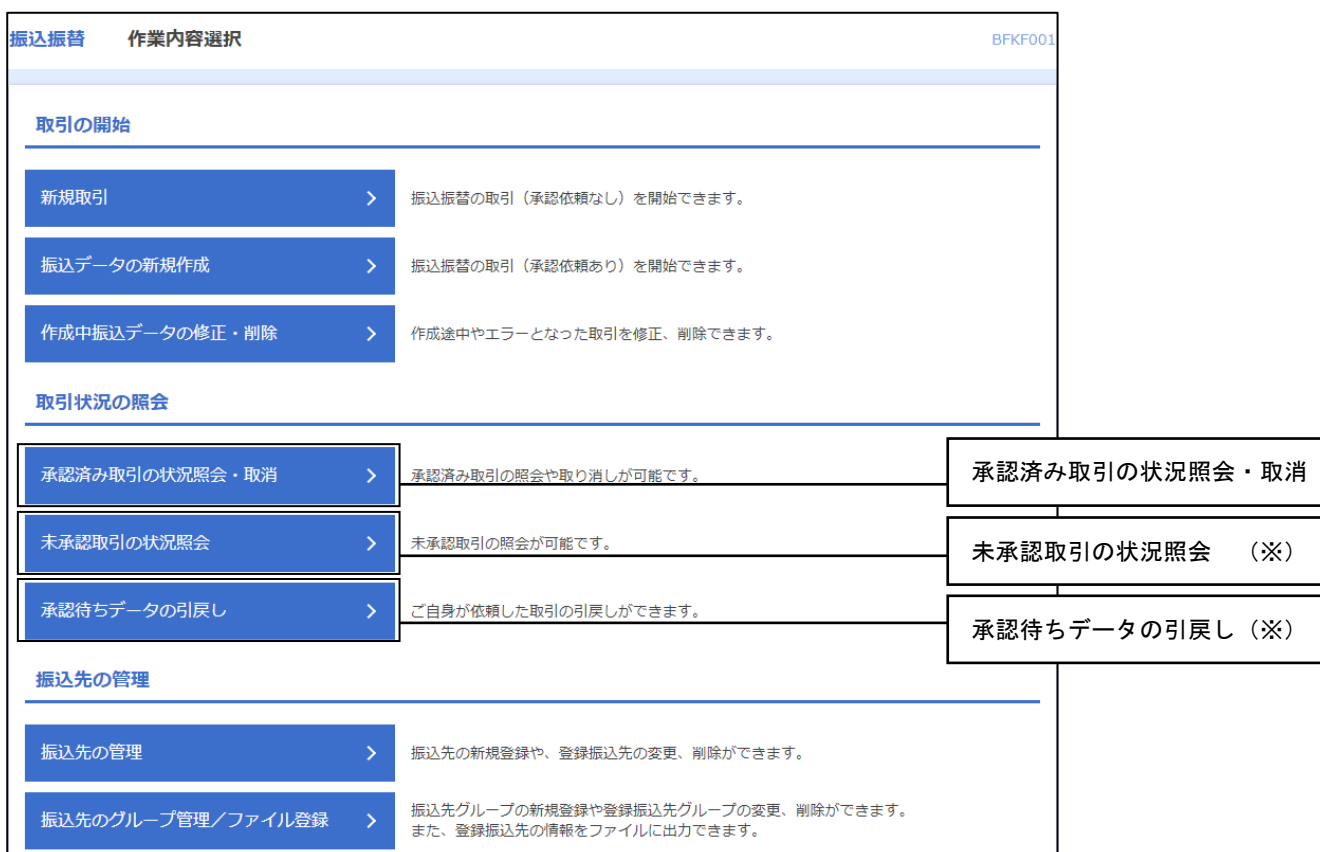 振込振替 作業内容選択 BFKF001
取引の開始
新規取引 振込振替の取引（承認依頼なし）を開始できます。
振込データの新規作成 振込振替の取引（承認依頼あり）を開始できます。
作成中振込データの修正・削除 作成途中やエラーとなった取引を修正、削除できます。
取引状況の照会
承認済み取引の状況照会・取消 承認済み取引の照会や取り消しが可能です。 承認済み取引の状況照会・取消
未承認取引の状況照会 未承認取引の照会が可能です。 未承認取引の状況照会 （※）
承認待ちデータの引戻し ご自身が依頼した取引の引戻しができます。 承認待ちデータの引戻し（※）
振込先の管理
振込先の管理 振込先の新規登録や、登録振込先の変更、削除ができます。
振込先のグループ管理／ファイル登録 振込先グループの新規登録や登録振込先グループの変更、削除ができます。
また、登録振込先の情報をファイルに出力できます。